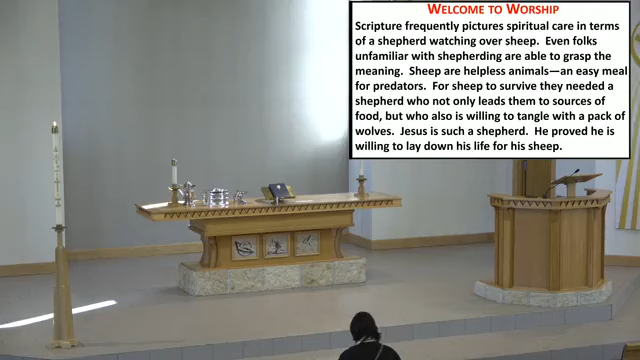 WELCOME TO WORSHIP
Scripture frequently pictures spiritual care in terms
of a shepherd watching over sheep.  Even folks
unfamiliar with shepherding are able to grasp the
meaning.  Sheep are helpless animals—an easy meal
for predators.  For sheep to survive they needed a
shepherd who not only leads them to sources of
food, but who also is willing to tangle with a pack of
wolves.  Jesus is such a shepherd.  He proved he is
willing to lay down his life for his sheep.